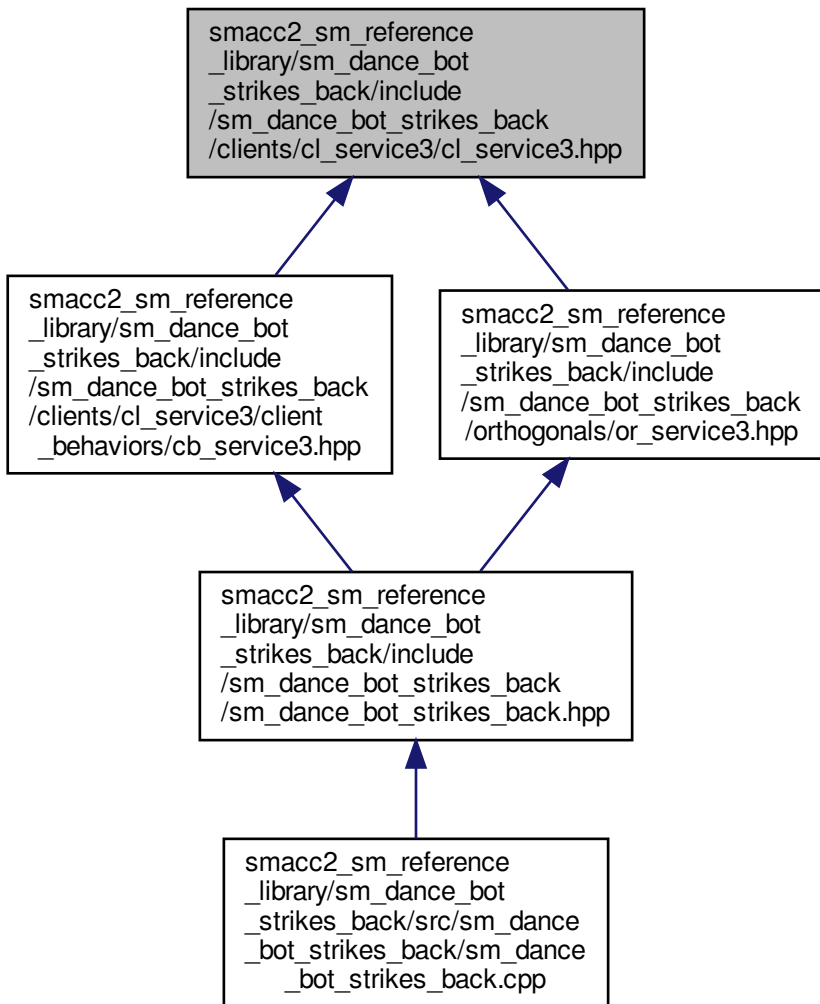 smacc2_sm_reference
_library/sm_dance_bot
_strikes_back/include
/sm_dance_bot_strikes_back
/clients/cl_service3/cl_service3.hpp
smacc2_sm_reference
_library/sm_dance_bot
_strikes_back/include
/sm_dance_bot_strikes_back
/clients/cl_service3/client
_behaviors/cb_service3.hpp
smacc2_sm_reference
_library/sm_dance_bot
_strikes_back/include
/sm_dance_bot_strikes_back
/orthogonals/or_service3.hpp
smacc2_sm_reference
_library/sm_dance_bot
_strikes_back/include
/sm_dance_bot_strikes_back
/sm_dance_bot_strikes_back.hpp
smacc2_sm_reference
_library/sm_dance_bot
_strikes_back/src/sm_dance
_bot_strikes_back/sm_dance
_bot_strikes_back.cpp